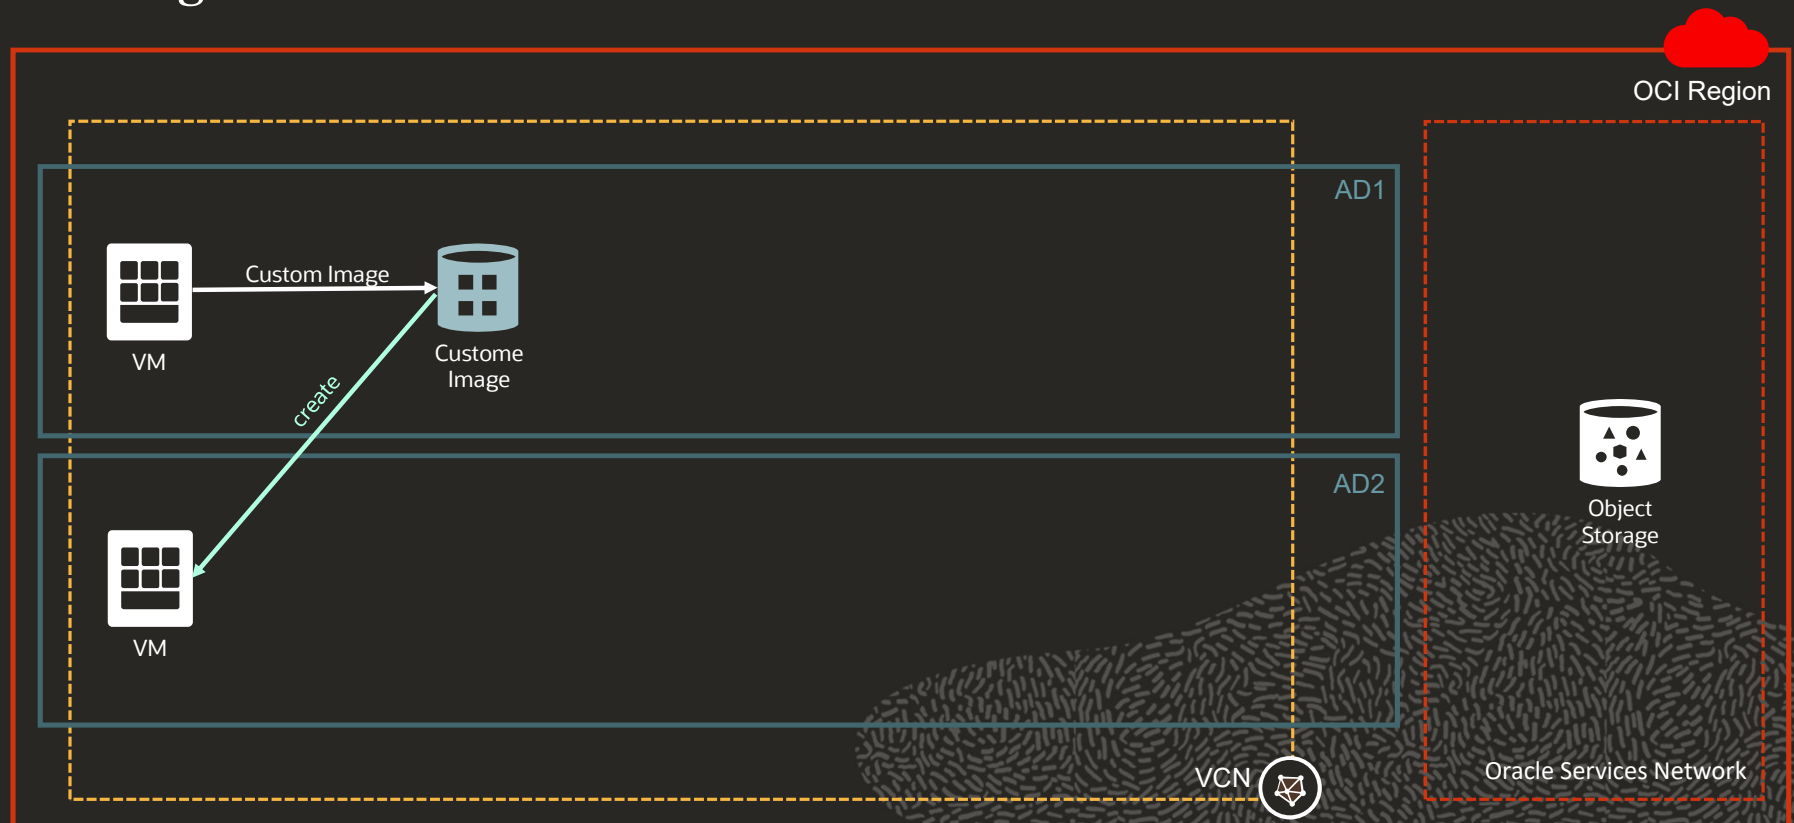 OCI Region
AD1
Custom Image
VM
Custome
Image
create
AD2
Object
Storage
VM
VCN
Oracle Services Network